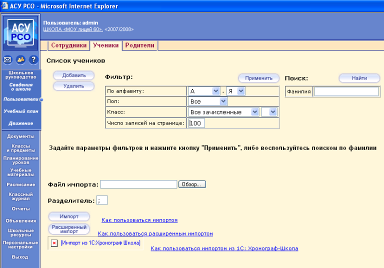 АСУ РСО - Microsoft Internet Explorer
АСУ
РСО
Пользователь: admin
ШКОЛА <МОУ лицей 60>, <2007/2008>
Сотрудники Ученики Родители
Школьное руководство
Сведения о школе
Пользователи
Учебный план
Движение
Документы
Классы и предметы
Планирование уроков
Учебные материалы
Расписание
Классный журнал
Отчеты
Объявления
Школьные ресурсы
Персональные настройки
Выход
Список учеников
Добавить
Удалить
Фильтр: Применить
По алфавиту: А - Я
Пол: Все
Класс: Все зачисленные
Число записей на странице: 100
Поиск: Найти
Фамилия
Задайте параметры фильтров и нажмите кнопку "Применить", либо воспользуйтесь поиском по фамилии
Файл импорта: Обзор...
Разделитель: ;
Импорт Как пользоваться импортом
Расширенный импорт Как пользоваться расширенным импортом
Импорт из 1С:Хронограф Школа Как пользоваться импортом из 1С: Хронограф-Школа